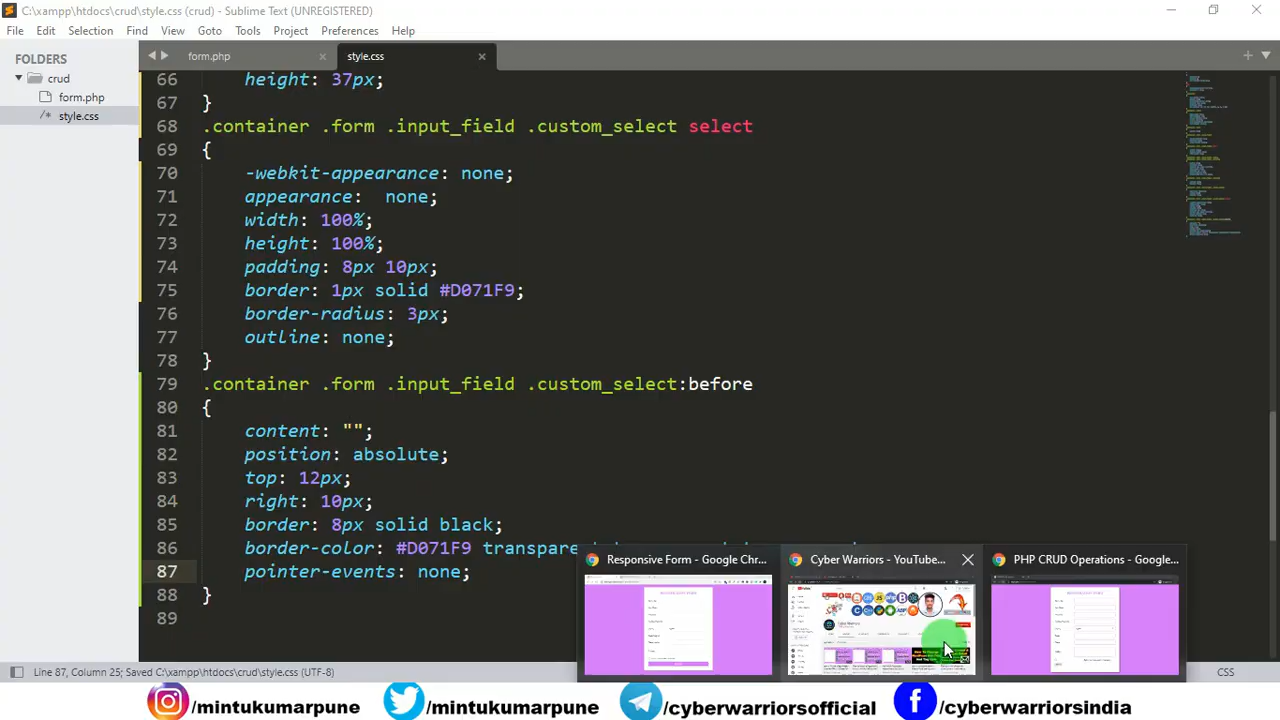 C:\xampp\htdocs\crud\style.css (crud) - Sublime Text (UNREGISTERED)
File Edit Selection Find View Goto Tools Project Preferences Help
FOLDERS
crud
form.php
style.css
form.php
style.css
66 height: 37px;
67 }
68 .container .form .input_field .custom_select select
69 {
70 -webkit-appearance: none;
71 appearance: none;
72 width: 100%;
73 height: 100%;
74 padding: 8px 10px;
75 border: 1px solid #D071F9;
76 border-radius: 3px;
77 outline: none;
78 }
79 .container .form .input_field .custom_select:before
80 {
81 content: "";
82 position: absolute;
83 top: 12px;
84 right: 10px;
85 border: 8px solid black;
86 border-color: #D071F9
87 pointer-events: none;
88 }
89
Responsive Form - Google Chr...
Cyber Warriors - YouTube...
PHP CRUD Operations - Google...
Line 87, Column 25; Saved C:\xampp\htdocs\crud\style.css (UTF-8)
CSS
/mintukumarpune
/mintukumarpune
/cyberwarriorsofficial
/cyberwarriorsindia